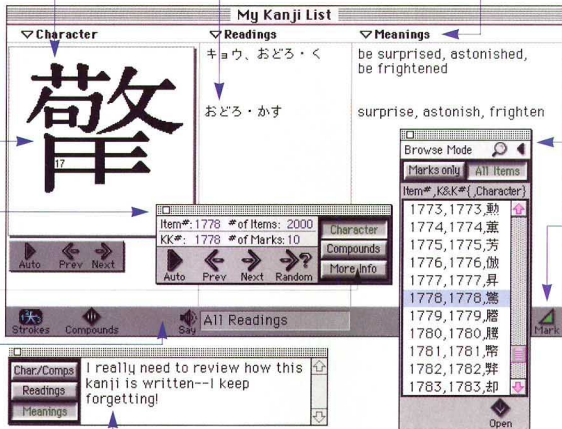 My Kanji List
Character
Readings
Meanings
キョウ、おどろ・く
be surprised, astonished,
be frightened
おどろ・かす
surprise, astonish, frighten
17
Auto Prev Next
Item#: 1778 # of Items: 2000
KK#: 1778 # of Marks: 10
Auto Prev Next Random
Character
Compounds
More Info
Browse Mode
Marks only All Items
Item#,K&K#{,Character}
1773,1773,勲
1774,1774,薫
1775,1775,芳
1776,1776,倣
1777,1777,昇
1778,1778,驚
1779,1779,謄
1780,1780,騰
1781,1781,幣
1782,1782,弊
1783,1783,却
Open
Strokes Compounds Say All Readings Mark
Char./Comps
Readings
Meanings
I really need to review how this
kanji is written--I keep
forgetting!